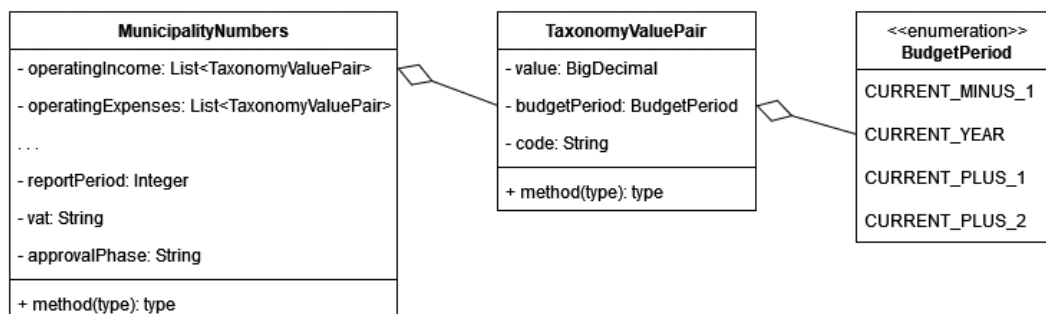 MunicipalityNumbers
- operatingIncome: List<TaxonomyValuePair>
- operatingExpenses: List<TaxonomyValuePair>
. . .
- reportPeriod: Integer
- vat: String
- approvalPhase: String
+ method(type): type
TaxonomyValuePair
- value: BigDecimal
- budgetPeriod: BudgetPeriod
- code: String
+ method(type): type
<<enumeration>>
BudgetPeriod
CURRENT_MINUS_1
CURRENT_YEAR
CURRENT_PLUS_1
CURRENT_PLUS_2